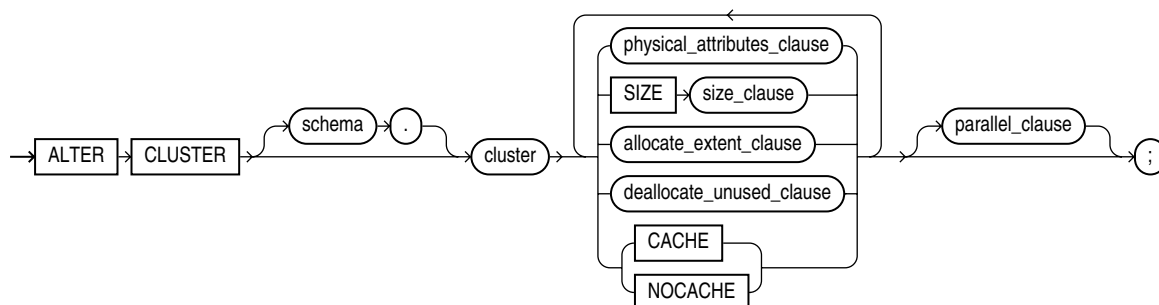 physical_attributes_clause
SIZE size_clause
schema . parallel_clause
ALTER CLUSTER cluster allocate_extent_clause ;
deallocate_unused_clause
CACHE
NOCACHE